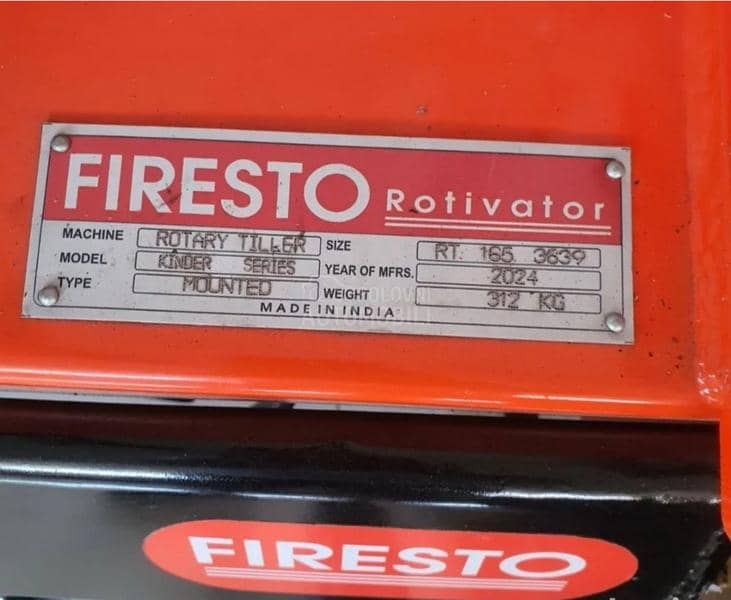 FIRESTO Rotivator
MACHINE ROTARY TILLER SIZE RT. 165 3639
MODEL KINDER SERIES YEAR OF MFRS. 2024
TYPE MOUNTED WEIGHT 312 KG
MADE IN INDIA
AUTOMOBILI
FIRESTO